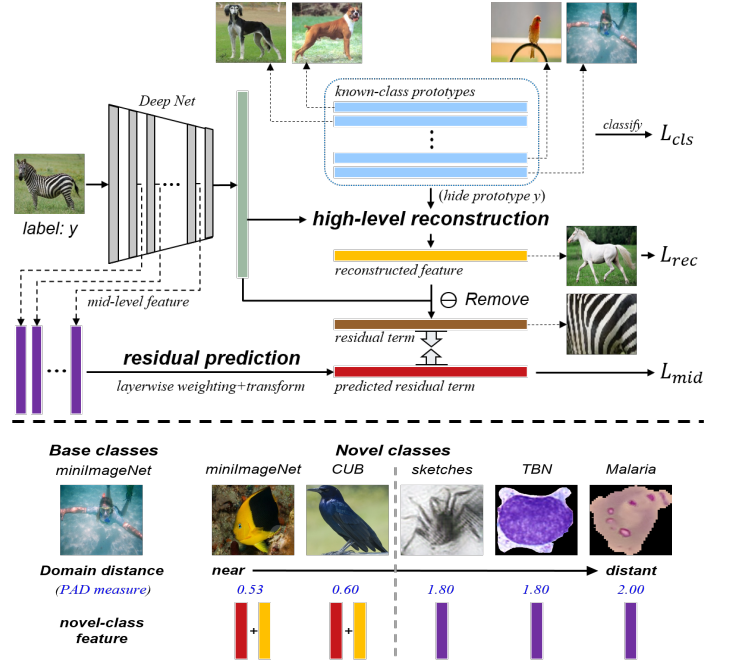 Deep Net
known-class prototypes
classify
L_cls
label: y
(hide prototype y)
high-level reconstruction
reconstructed feature
L_rec
mid-level feature
⊖ Remove
residual term
residual prediction
layerwise weighting+transform
predicted residual term
L_mid
Base classes
Novel classes
miniImageNet
miniImageNet
CUB
sketches
TBN
Malaria
Domain distance
near
distant
(PAD measure)
0.53
0.60
1.80
1.80
2.00
novel-class
feature
+
+